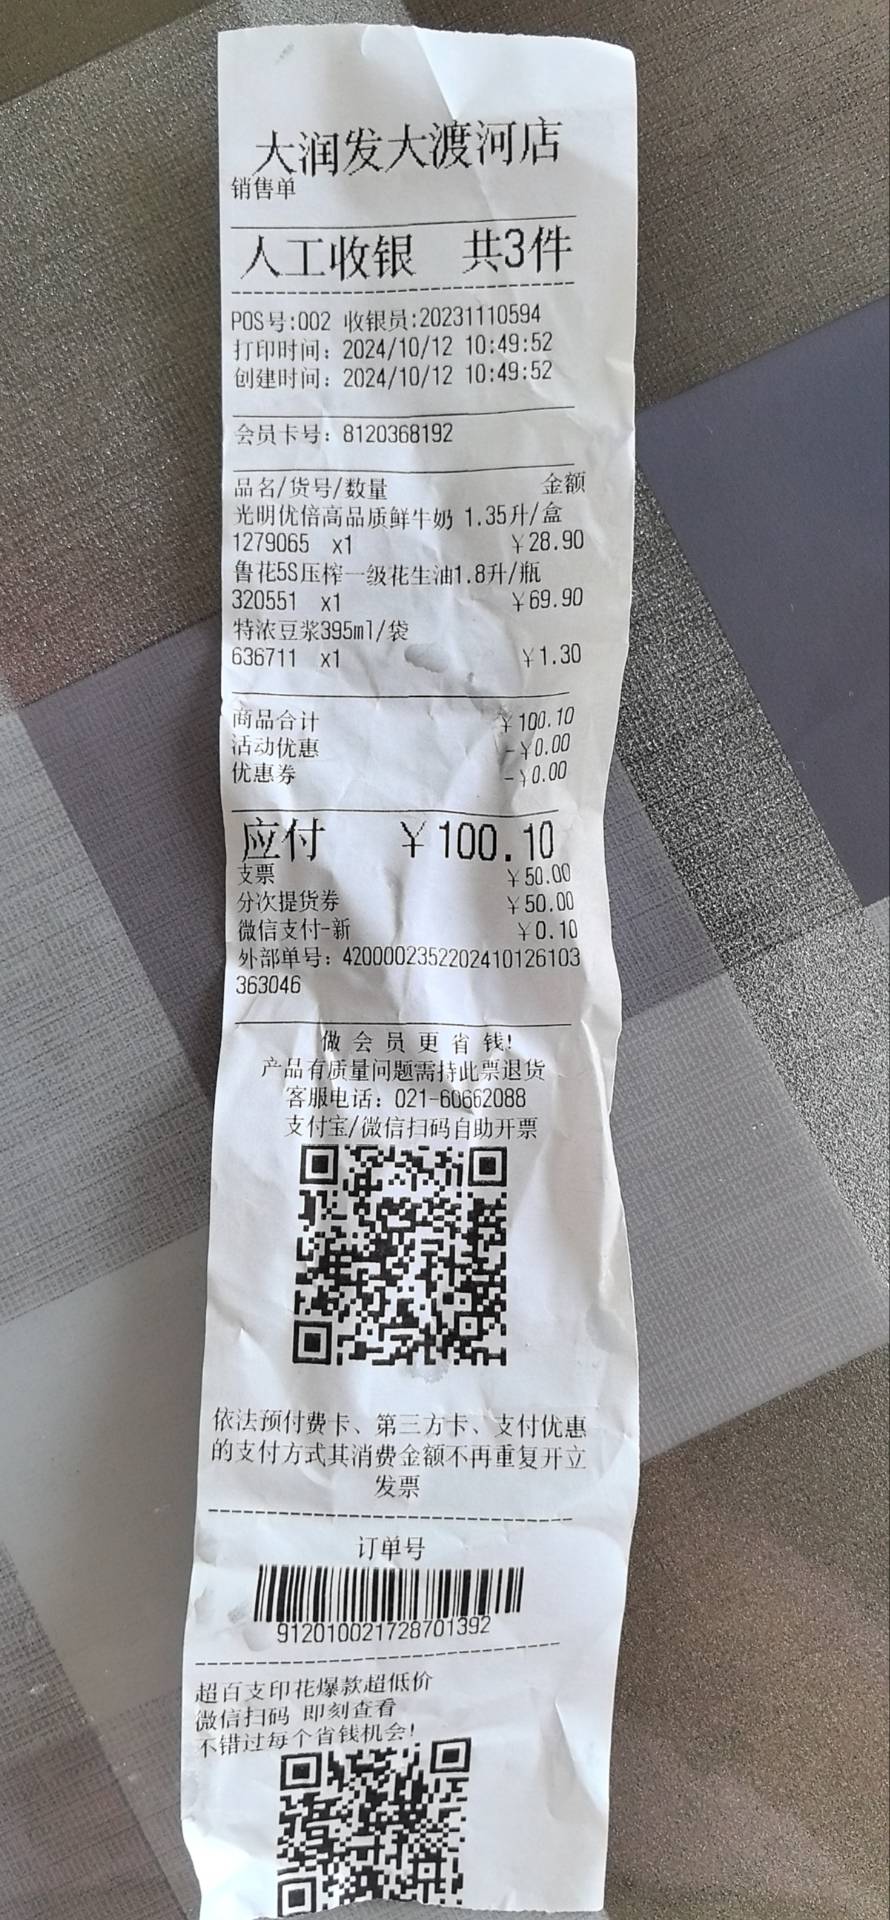 大润发大渡河店
销售单
人工收银 共3件
POS号:002 收银员:20231110594
打印时间：2024/10/12 10:49:52
创建时间：2024/10/12 10:49:52
会员卡号：8120368192
品名/货号/数量 金额
光明优倍高品质鲜牛奶 1.35升/盒
1279065 x1 ￥28.90
鲁花5S压榨一级花生油1.8升/瓶
320551 x1 ￥69.90
特浓豆浆395ml/袋
636711 x1 ￥1.30
商品合计 ￥100.10
活动优惠 -￥0.00
优惠券 -￥0.00
应付 ￥100.10
支票 ￥50.00
分次提货券 ￥50.00
微信支付-新 ￥0.10
外部单号：4200002352202410126103
363046
做会员更省钱!
产品有质量问题需持此票退货
客服电话：021-60662088
支付宝/微信扫码自助开票
依法预付费卡、第三方卡、支付优惠
的支付方式其消费金额不再重复开立
发票
订单号
912010021728701392
超百支印花爆款超低价
微信扫码 即刻查看
不错过每个省钱机会!